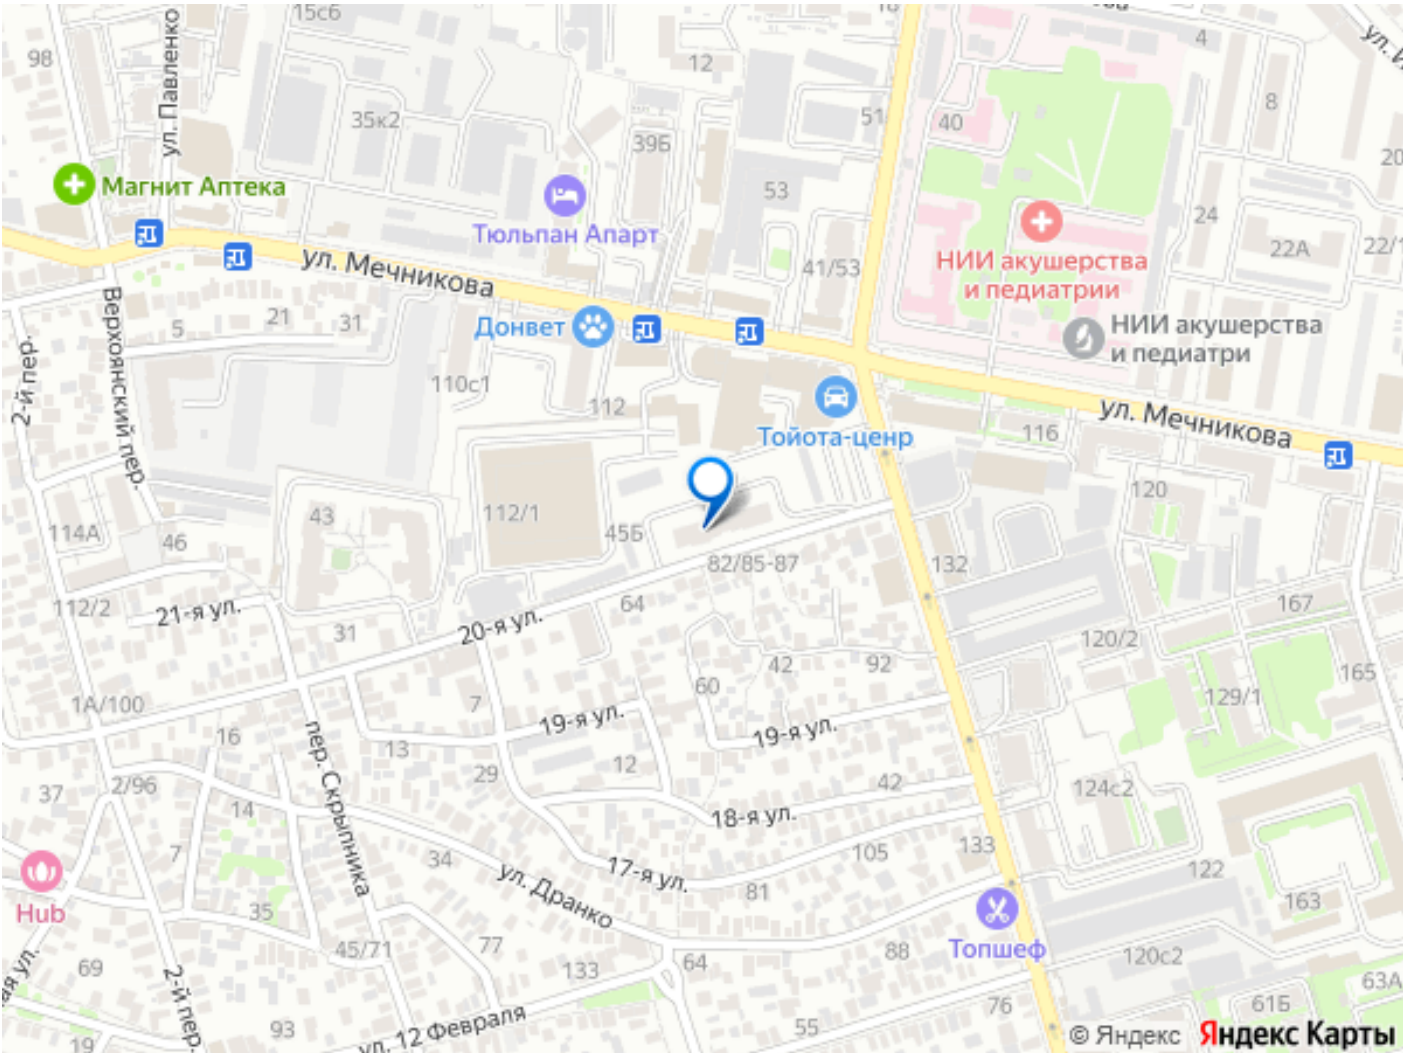 15с6
98
ул. Павленко
12
4
8
35к2
39Б
51
40
20
Магнит Аптека
53
24
Тюльпан Апарт
ул. Мечникова
41/53
НИИ акушерства
и педиатрии
22А
22/1
Верхоянский пер.
5
21
31
Донвет
НИИ акушерства
и педиатри
2-й пер.
110с1
112
Тойота-ценр
116
ул. Мечникова
43
112/1
45Б
120
114А
46
82/85-87
132
112/2
21-я ул.
31
20-я ул.
64
167
120/2
42
92
60
165
129/1
1А/100
7
16
19-я ул.
19-я ул.
13
12
29
42
124с2
37
2/96
14
пер. Скрыпника
18-я ул.
7
34
17-я ул.
105
133
122
81
ул. Дранко
163
Hub
35
Топшеф
45/71
77
88
120с2
69
133
64
63А
2-й пер.
76
61Б
93
ул. 12 Февраля
55
19
© Яндекс Яндекс Карты